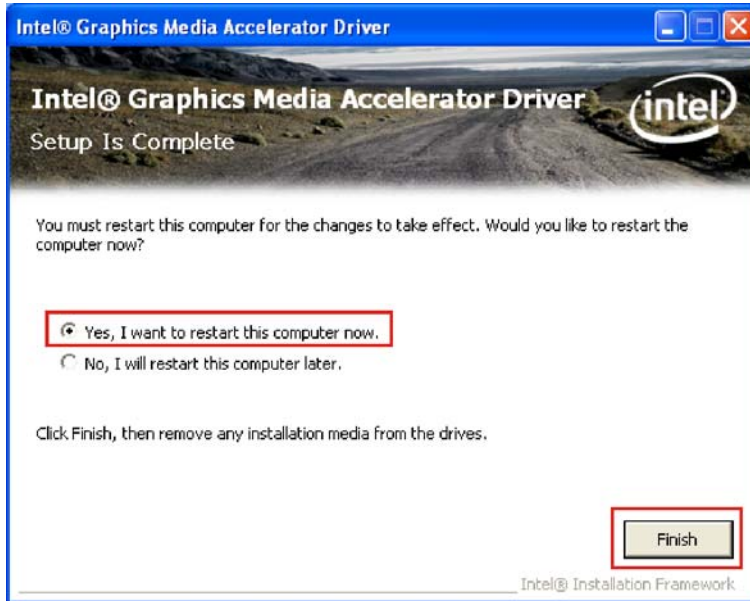 Intel® Graphics Media Accelerator Driver
Intel® Graphics Media Accelerator Driver
intel
Setup Is Complete
You must restart this computer for the changes to take effect. Would you like to restart the
computer now?
Yes, I want to restart this computer now.
No, I will restart this computer later.
Click Finish, then remove any installation media from the drives.
Finish
Intel® Installation Framework